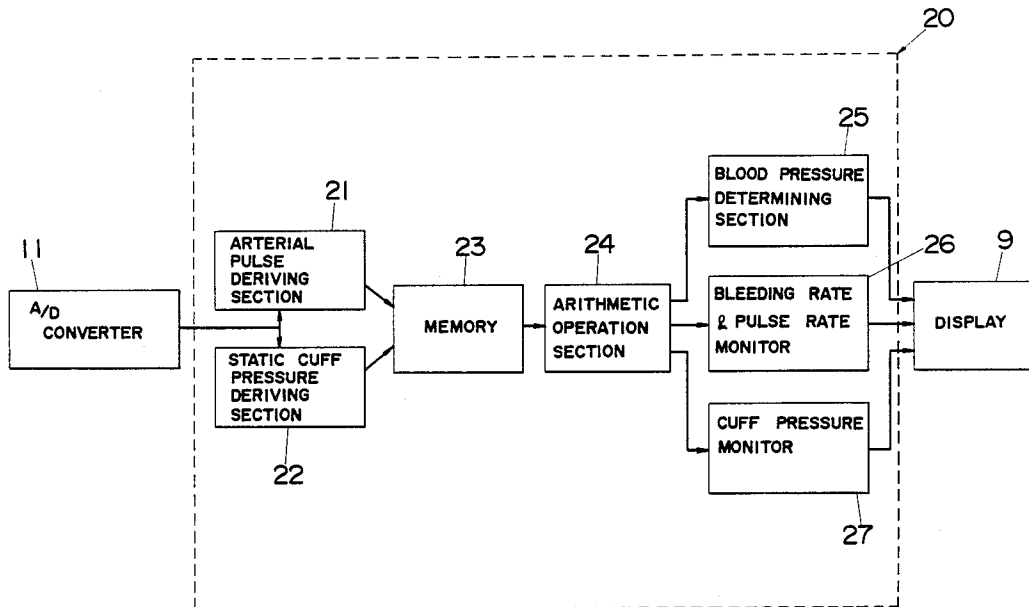 20
25
BLOOD PRESSURE
DETERMINING
SECTION
21
ARTERIAL
PULSE
DERIVING
SECTION
11
A/D
CONVERTER
23
MEMORY
24
ARITHMETIC
OPERATION
SECTION
26
BLEEDING RATE
& PULSE RATE
MONITOR
9
DISPLAY
STATIC CUFF
PRESSURE
DERIVING
SECTION
22
CUFF PRESSURE
MONITOR
27